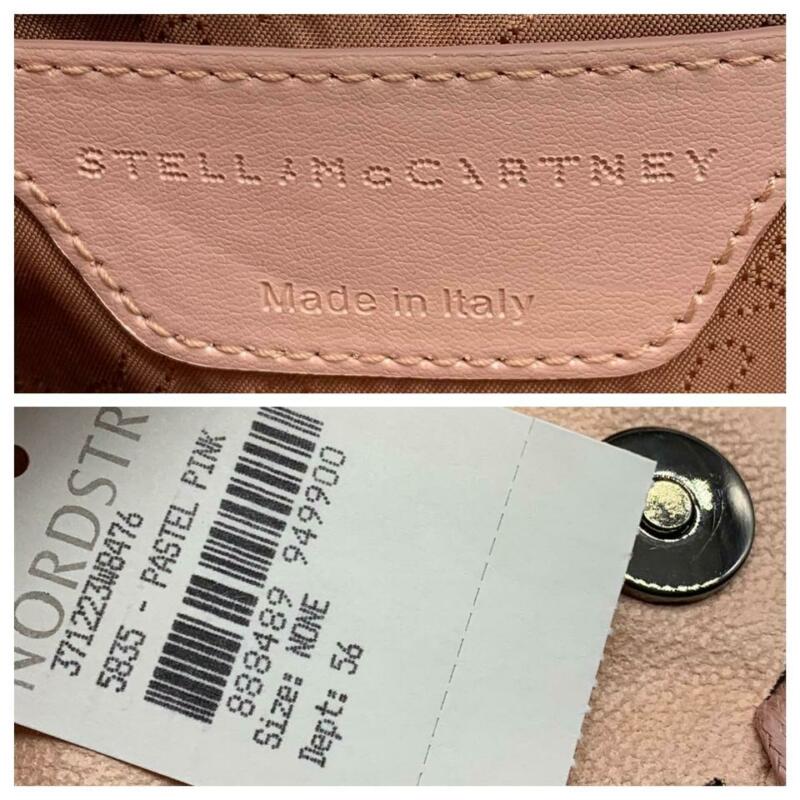 STELLA McCARTNEY
Made in Italy
NORDSTR
371223W8476
5835 - PASTEL PINK
888489 949900
Size: NONE
Dept: 56